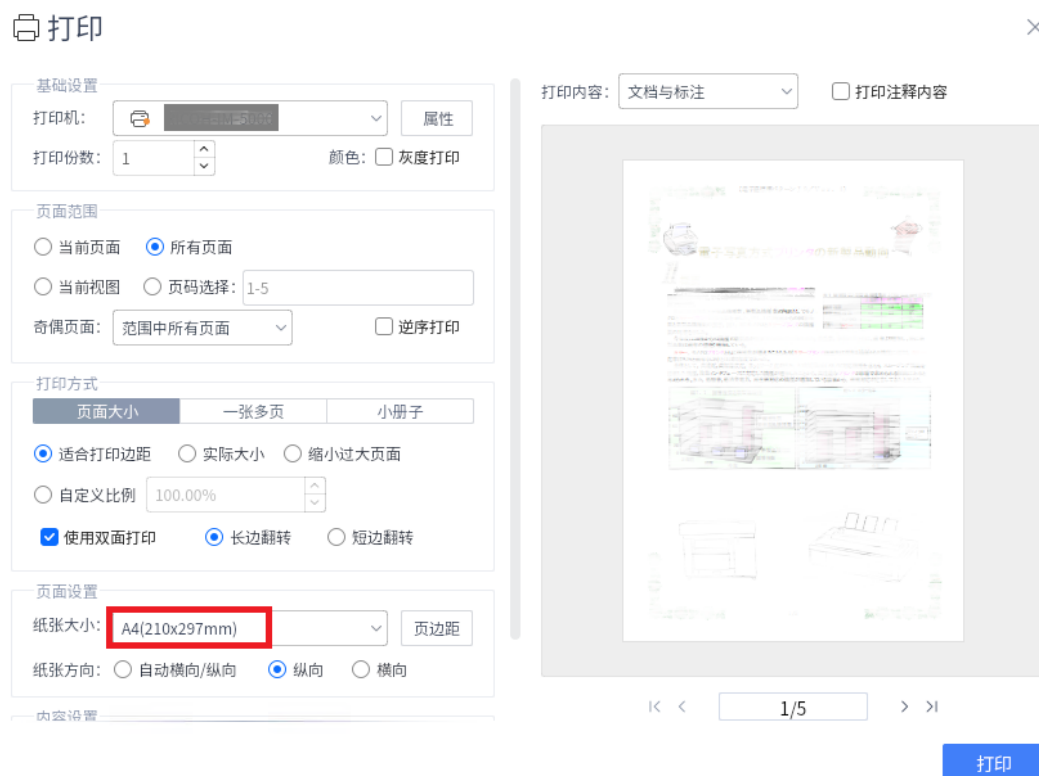 打印
基础设置
打印机：
属性
打印份数： 1
颜色： 灰度打印
页面范围
当前页面 所有页面
当前视图 页码选择： 1-5
奇偶页面： 范围中所有页面 逆序打印
打印方式
页面大小 一张多页 小册子
适合打印边距 实际大小 缩小过大页面
自定义比例 100.00%
使用双面打印 长边翻转 短边翻转
页面设置
纸张大小： A4(210x297mm) 页边距
纸张方向： 自动横向/纵向 纵向 横向
内容设置
打印内容： 文档与标注 打印注释内容
1/5
打印